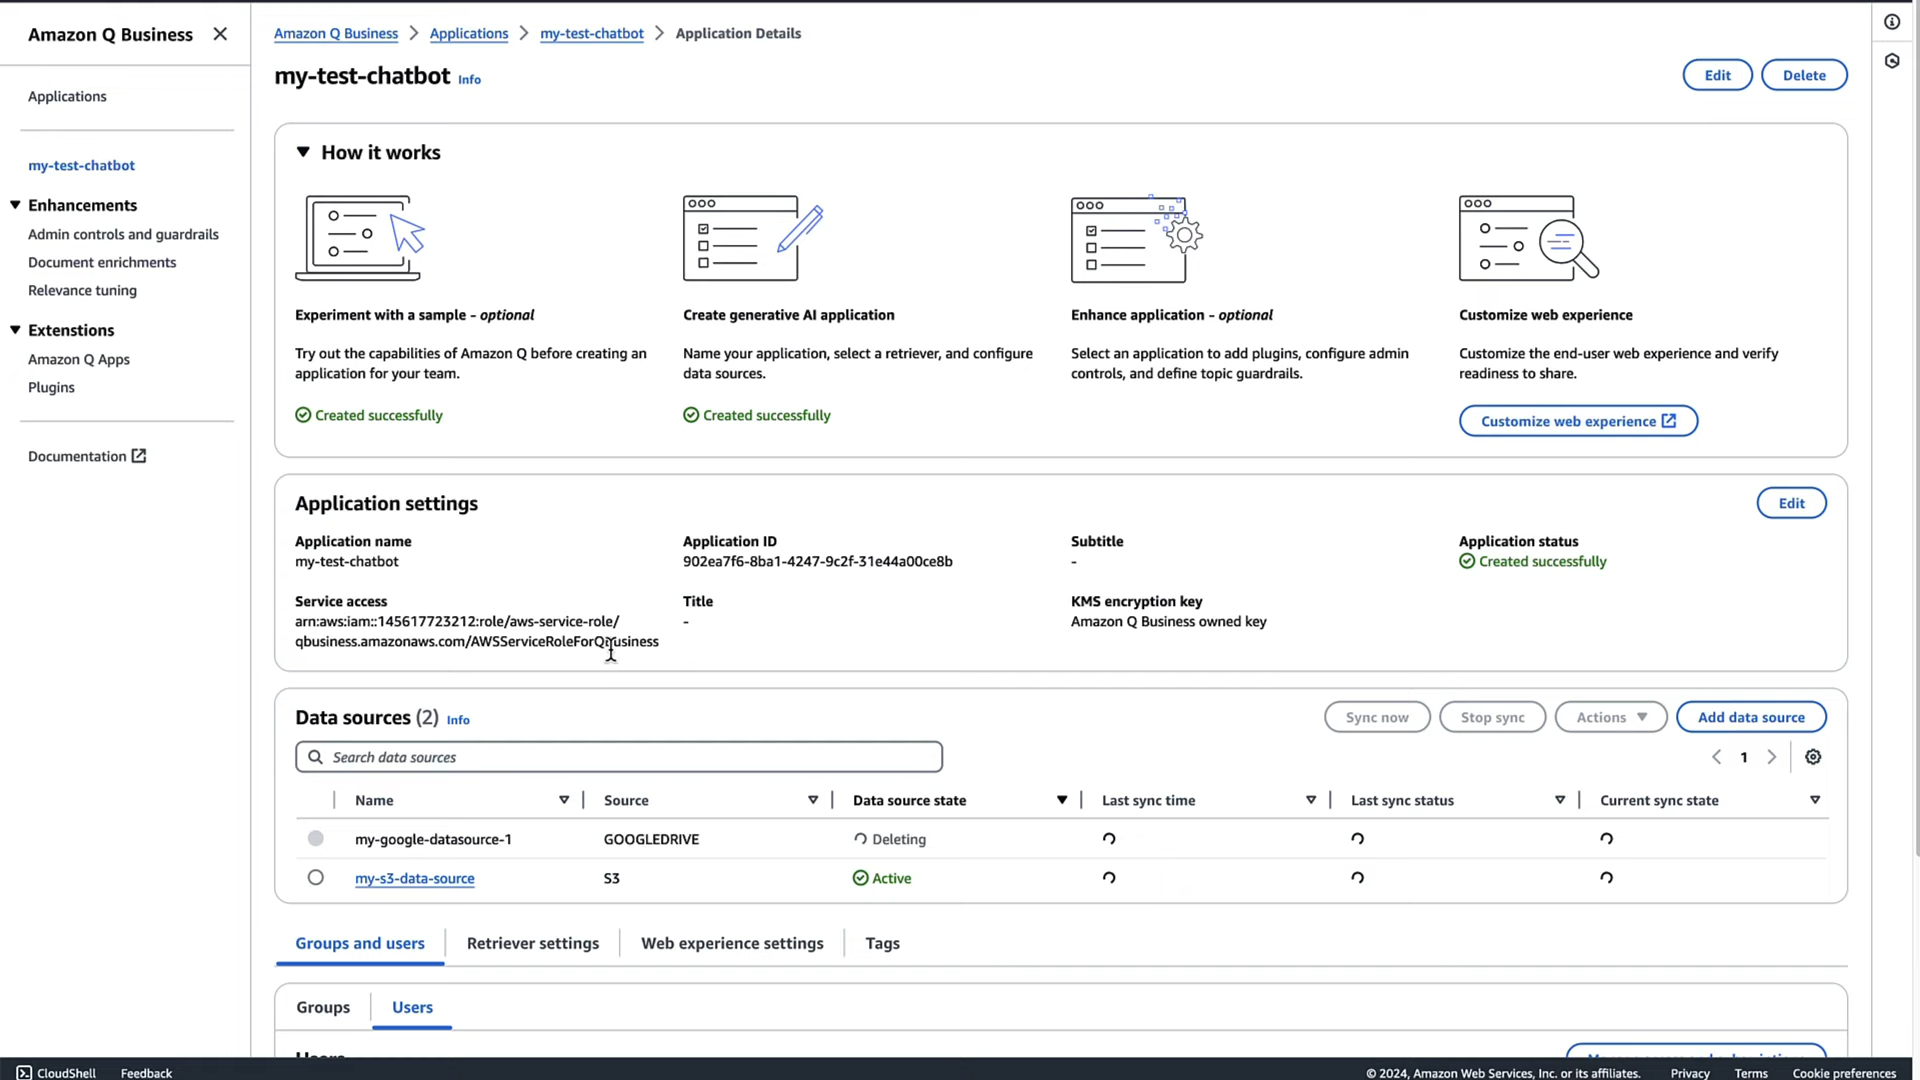 Amazon Q Business
Applications
my-test-chatbot
Enhancements
Admin controls and guardrails
Document enrichments
Relevance tuning
Extenstions
Amazon Q Apps
Plugins
Documentation
Amazon Q Business > Applications > my-test-chatbot > Application Details
my-test-chatbot Info
Edit Delete
How it works
Experiment with a sample – optional
Try out the capabilities of Amazon Q before creating an
application for your team.
Created successfully
Create generative AI application
Name your application, select a retriever, and configure
data sources.
Created successfully
Enhance application – optional
Select an application to add plugins, configure admin
controls, and define topic guardrails.
Customize web experience
Customize the end-user web experience and verify
readiness to share.
Customize web experience
Application settings
Edit
Application name
my-test-chatbot
Application ID
902ea7f6-8ba1-4247-9c2f-31e44a00ce8b
Subtitle
-
Application status
Created successfully
Service access
arn:aws:iam::145617723212:role/aws-service-role/
qbusiness.amazonaws.com/AWSServiceRoleForQBusiness
Title
-
KMS encryption key
Amazon Q Business owned key
Data sources (2) Info
Sync now Stop sync Actions Add data source
Search data sources
1
Name Source Data source state Last sync time Last sync status Current sync state
my-google-datasource-1 GOOGLEDRIVE Deleting
my-s3-data-source S3 Active
Groups and users Retriever settings Web experience settings Tags
Groups Users
Users
CloudShell Feedback © 2024, Amazon Web Services, Inc. or its affiliates. Privacy Terms Cookie preferences